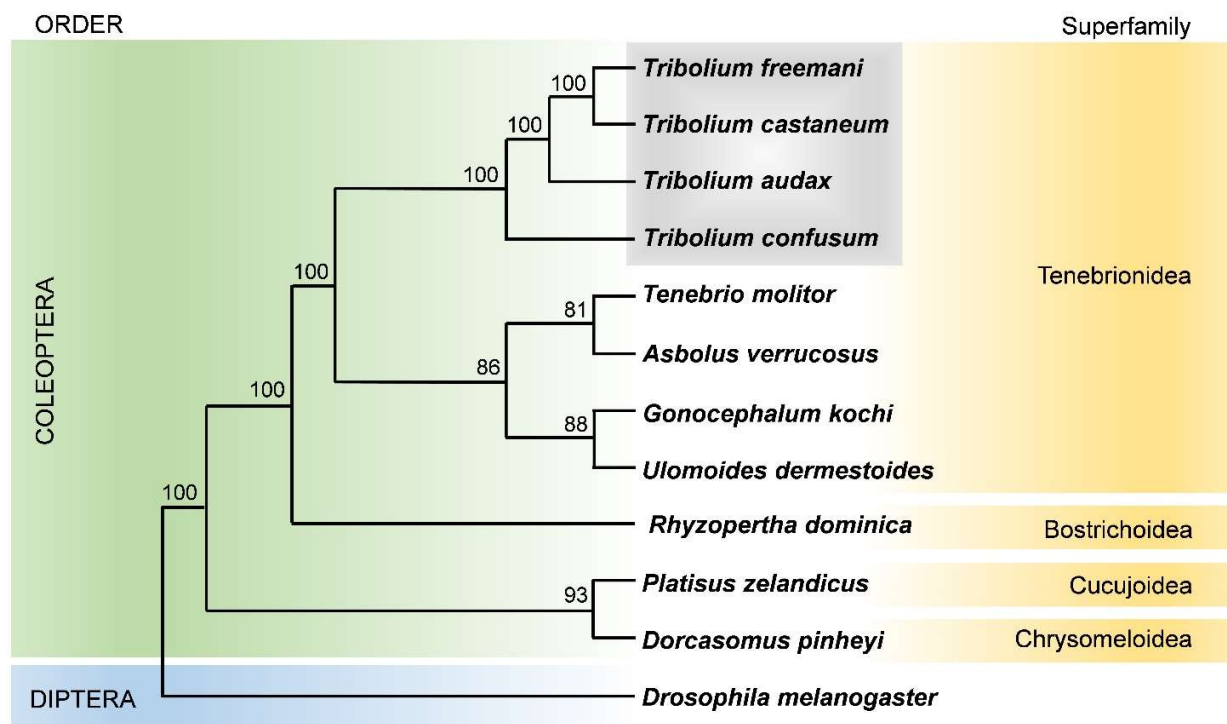 ORDER
Superfamily
100
Tribolium freemani
Tribolium castaneum
100
Tribolium audax
100
Tribolium confusum
100
Tenebrio molitor
81
Asbolus verrucosus
86
Gonocephalum kochi
88
Ulomoides dermestoides
Tenebrionidea
100
Rhyzopertha dominica
Bostrichoidea
100
Platisus zelandicus
Cucujoidea
93
Dorcasomus pinheyi
Chrysomeloidea
COLEOPTERA
DIPTERA
Drosophila melanogaster